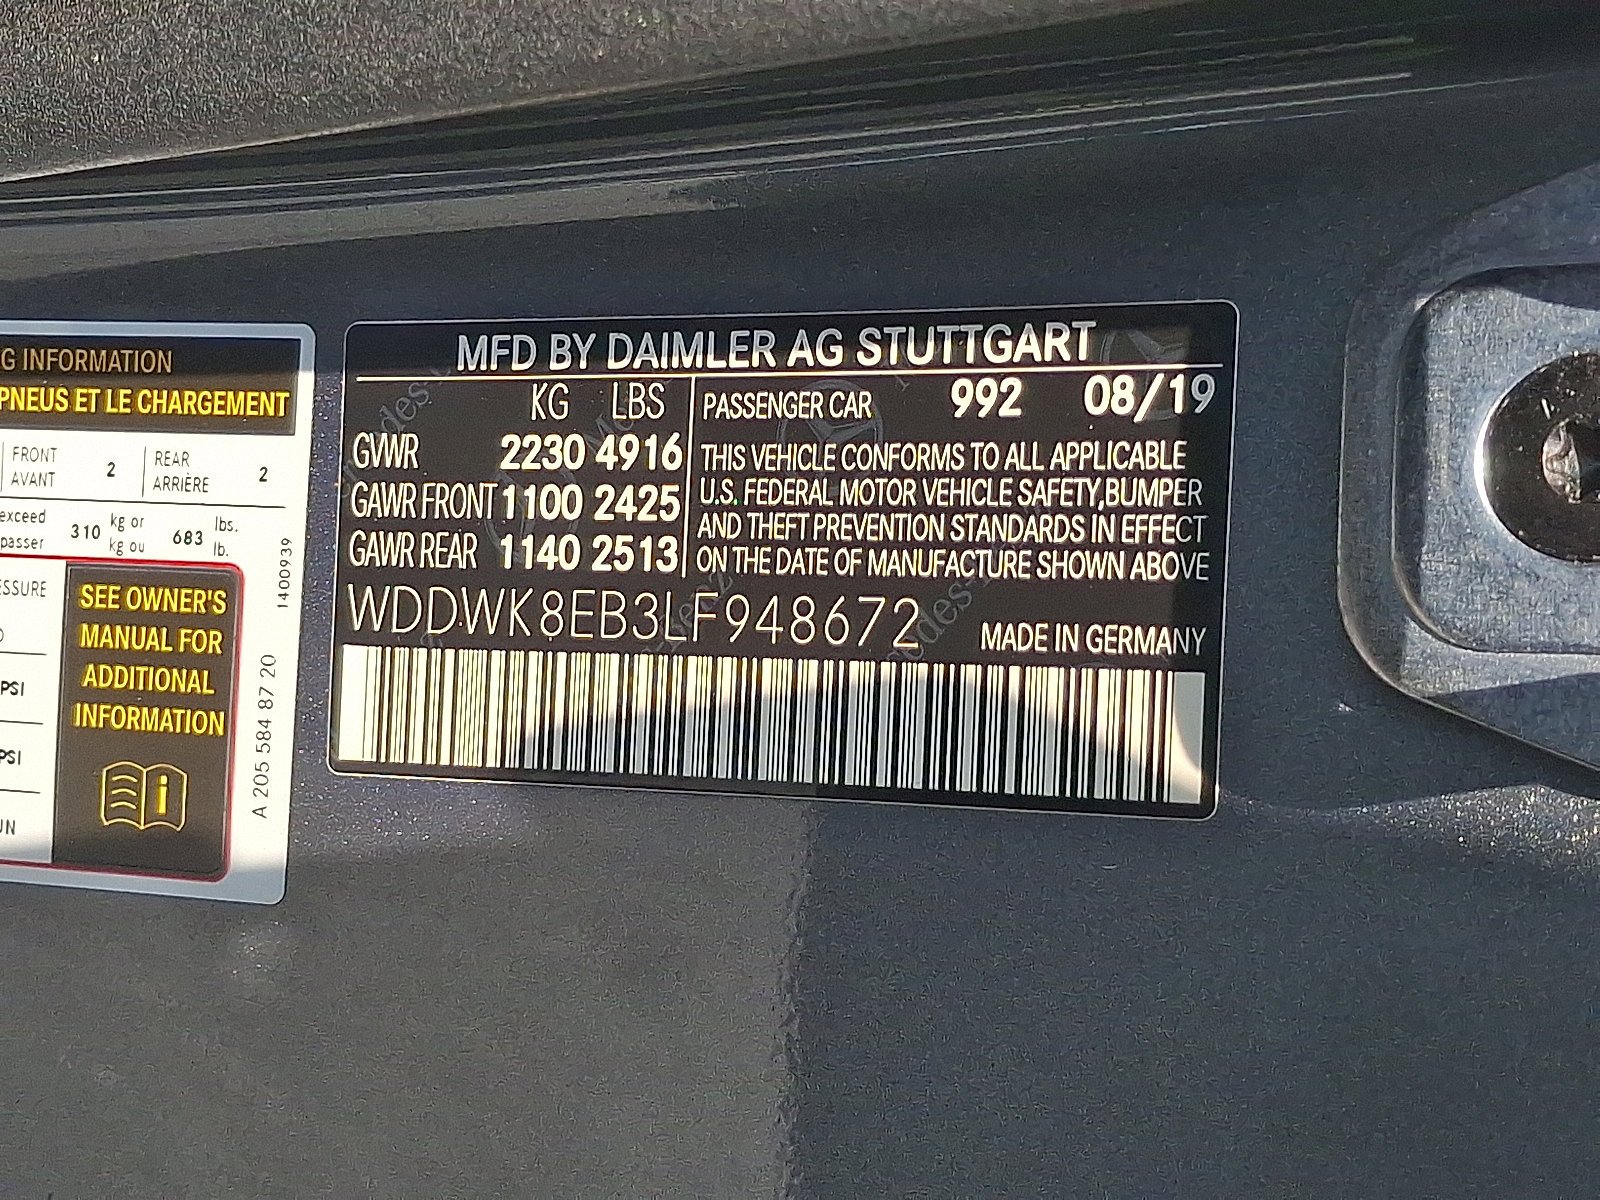 G INFORMATION
PNEUS ET LE CHARGEMENT
FRONT
AVANT
2
REAR
ARRIÈRE
2
exceed
passer
310
kg or
kg ou
683
lbs.
lb.
SSURE
PSI
PSI
UN
SEE OWNER'S
MANUAL FOR
ADDITIONAL
INFORMATION
i
1400939
A 205 584 87 20
MFD BY DAIMLER AG STUTTGART
KG LBS
GVWR 2230 4916
GAWR FRONT 1100 2425
GAWR REAR 1140 2513
PASSENGER CAR 992 08/19
THIS VEHICLE CONFORMS TO ALL APPLICABLE
U.S. FEDERAL MOTOR VEHICLE SAFETY,BUMPER
AND THEFT PREVENTION STANDARDS IN EFFECT
ON THE DATE OF MANUFACTURE SHOWN ABOVE
WDDWK8EB3LF948672
MADE IN GERMANY